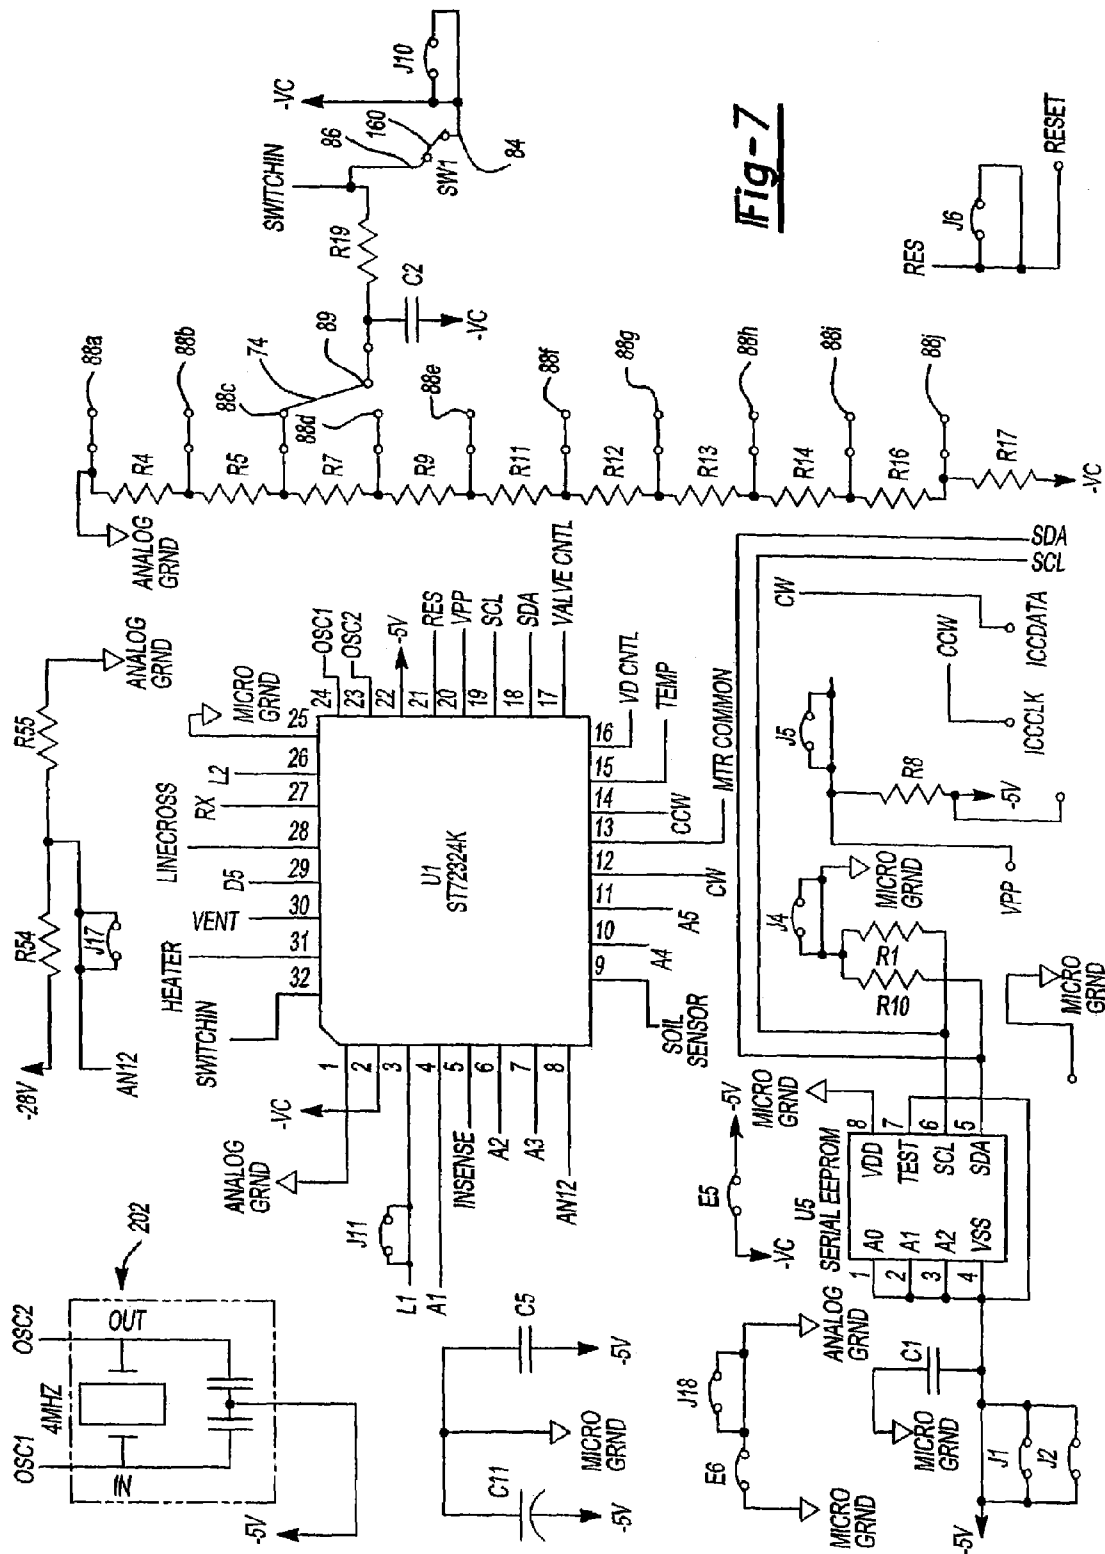 OSC1
OSC2
4MHZ
IN
OUT
202
-5V
-28V
R54
R55
J17
AN12
ANALOG
GRND
C11
C5
-5V
MICRO
GRND
-5V
ANALOG
GRND
-VC
J11
L1
A1
INSENSE
A2
A3
AN12
1
2
3
4
5
6
7
8
SWITCHIN
HEATER
VENT
D5
LINECROSS
RX
L2
MICRO
GRND
32
31
30
29
28
27
26
25
U1
ST72324K
24
23
22
21
20
19
18
17
OSC1
OSC2
-5V
RES
VPP
SCL
SDA
VALVE CNTL
9
10
11
12
13
14
15
16
SOIL
SENSOR
A4
A5
CW
MTR COMMON
CCW
TEMP
VD CNTL
ANALOG
GRND
R4
R5
R7
R9
R11
R12
R13
R14
R16
R17
-VC
88a
88b
88c
88d
88e
88f
88g
88h
88i
88j
74
89
C2
-VC
R19
SWITCHIN
86
160
SW1
84
-VC
J10
E6
J18
MICRO
GRND
ANALOG
GRND
-VC
E5
-5V
C1
MICRO
GRND
J1
J2
-5V
SERIAL EEPROM
U5
1
2
3
4
A0
A1
A2
VSS
VDD
TEST
SCL
SDA
8
7
6
5
MICRO
GRND
R10
R1
J4
MICRO
GRND
MICRO
GRND
VPP
J5
R8
-5V
ICCCLK
CCW
ICCDATA
CW
SCL
SDA
RES
J6
RESET
Fig-7